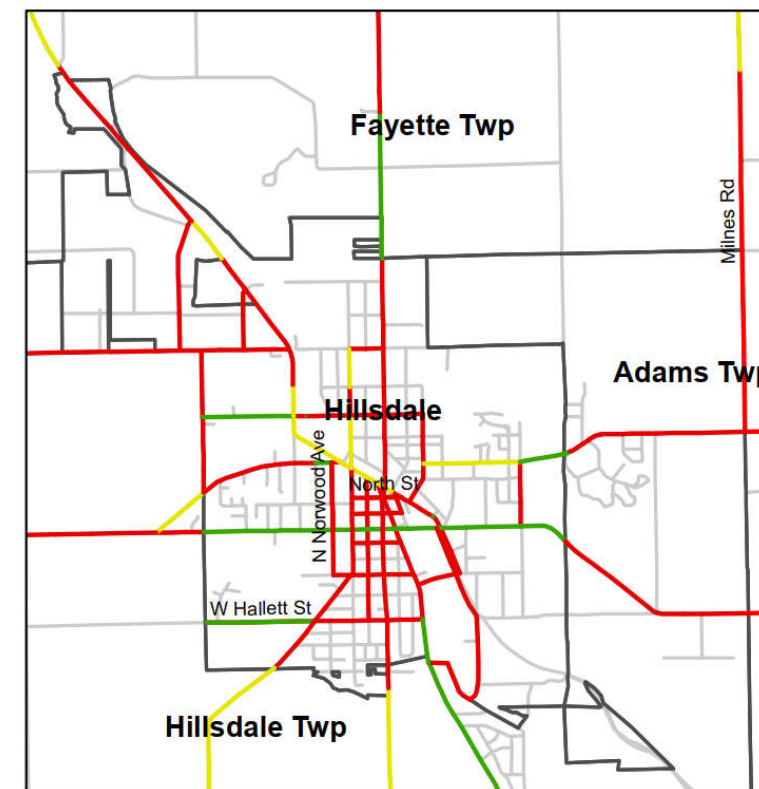 Fayette Twp
Milnes Rd
Adams Twp
Hillsdale
N Norwood Ave
North St
W Hallett St
Hillsdale Twp